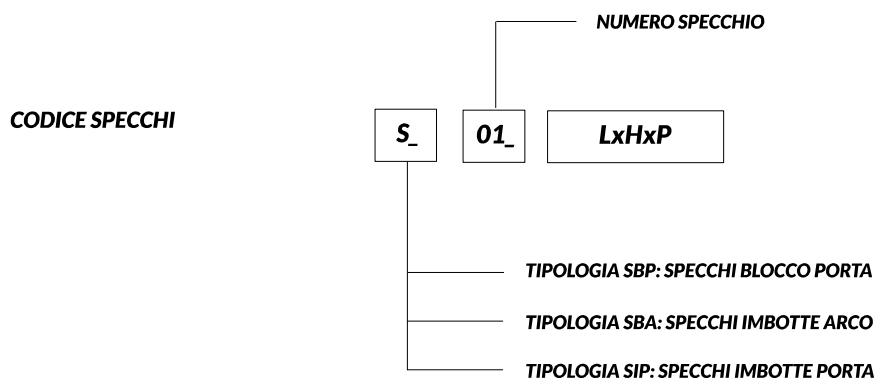 NUMERO SPECCHIO
CODICE SPECCHI
S_ 01_ LxHxP
TIPOLOGIA SBP: SPECCHI BLOCCO PORTA
TIPOLOGIA SBA: SPECCHI IMBOTTE ARCO
TIPOLOGIA SIP: SPECCHI IMBOTTE PORTA